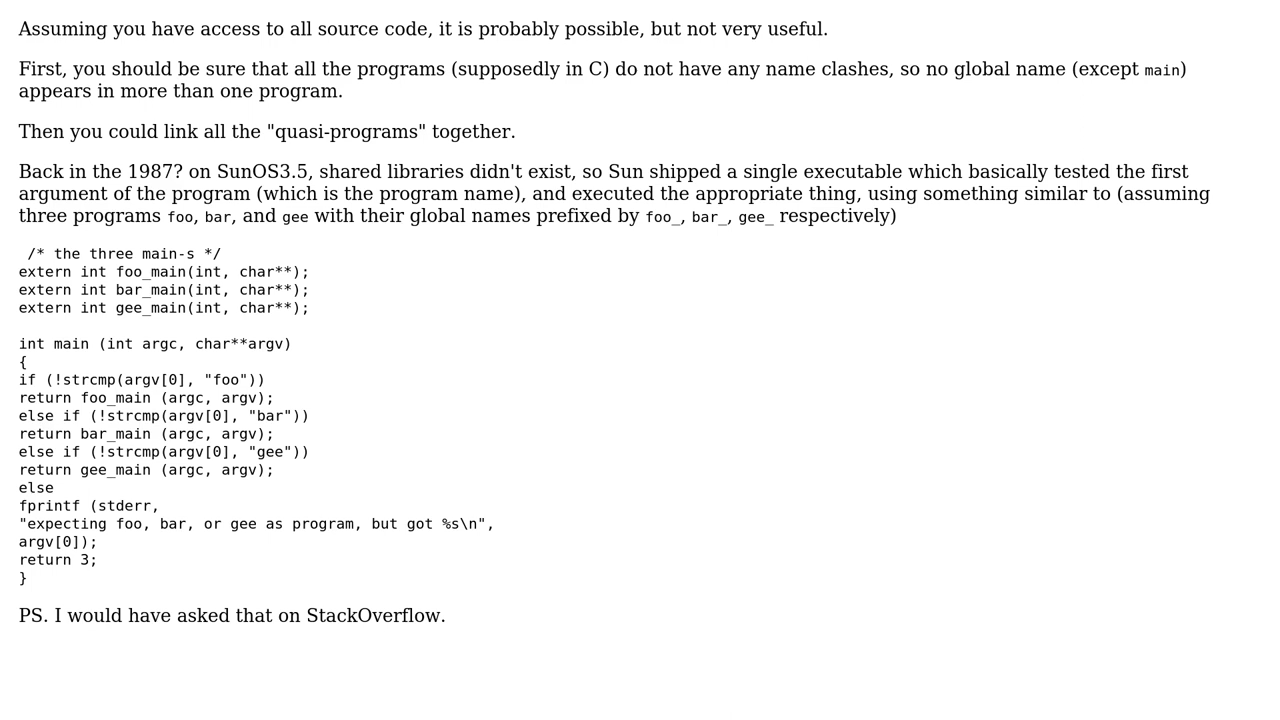 Assuming you have access to all source code, it is probably possible, but not very useful.
First, you should be sure that all the programs (supposedly in C) do not have any name clashes, so no global name (except main)
appears in more than one program.
Then you could link all the "quasi-programs" together.
Back in the 1987? on SunOS3.5, shared libraries didn't exist, so Sun shipped a single executable which basically tested the first
argument of the program (which is the program name), and executed the appropriate thing, using something similar to (assuming
three programs foo, bar, and gee with their global names prefixed by foo_, bar_, gee_ respectively)
/* the three main-s */
extern int foo_main(int, char**);
extern int bar_main(int, char**);
extern int gee_main(int, char**);
int main (int argc, char**argv)
{
if (!strcmp(argv[0], "foo"))
return foo_main (argc, argv);
else if (!strcmp(argv[0], "bar"))
return bar_main (argc, argv);
else if (!strcmp(argv[0], "gee"))
return gee_main (argc, argv);
else
fprintf (stderr,
"expecting foo, bar, or gee as program, but got %s\n",
argv[0]);
return 3;
}
PS. I would have asked that on StackOverflow.